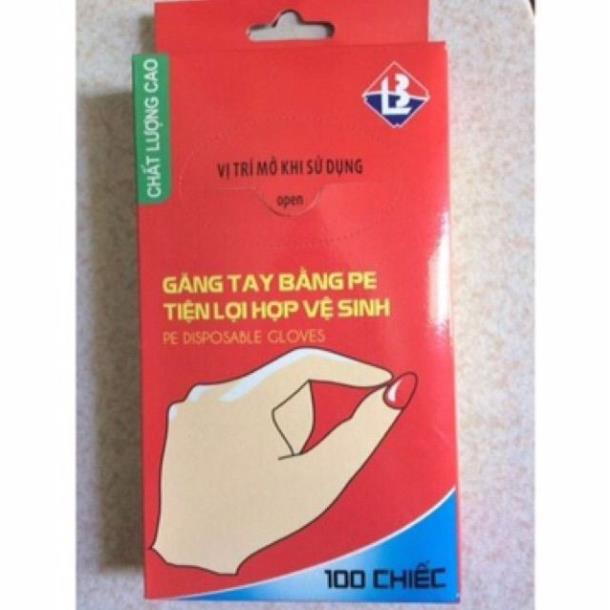 CHẤT LƯỢNG CAO
LB
VỊ TRÍ MỞ KHI SỬ DỤNG
open
GĂNG TAY BẰNG PE
TIỆN LỢI HỢP VỆ SINH
PE DISPOSABLE GLOVES
100 CHIẾC